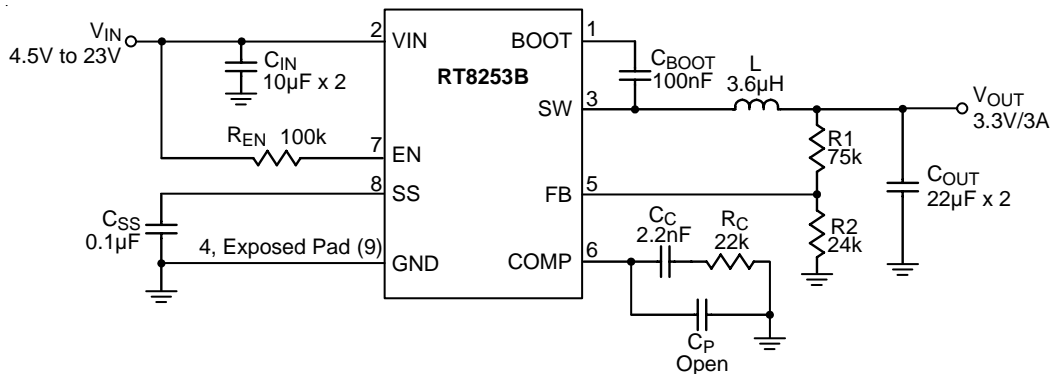 VIN
4.5V to 23V
2
VIN
CIN
10µF x 2
REN 100k
7
EN
8
SS
CSS
0.1µF
4, Exposed Pad (9)
GND
RT8253B
BOOT
1
CBOOT
100nF
L
3.6µH
SW
3
VOUT
3.3V/3A
R1
75k
FB
5
COUT
22µF x 2
R2
24k
COMP
6
CC
2.2nF
RC
22k
CP
Open